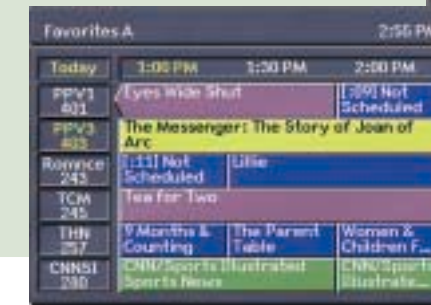 Favorites A 2:55 PM
Today 1:00 PM 1:30 PM 2:00 PM
PPV1 Eyes Wide Shut [:09] Not
401 Scheduled
PPV3 The Messenger: The Story of Joan of
403 Arc
Romnce [:11] Not Lillie
243 Scheduled
TCM Tea for Two
245
THN 9 Months & The Parent Women &
257 Counting Table Children F...
CNNSI CNN/Sports Illustrated CNN/Sports
280 Sports News Illustrate...